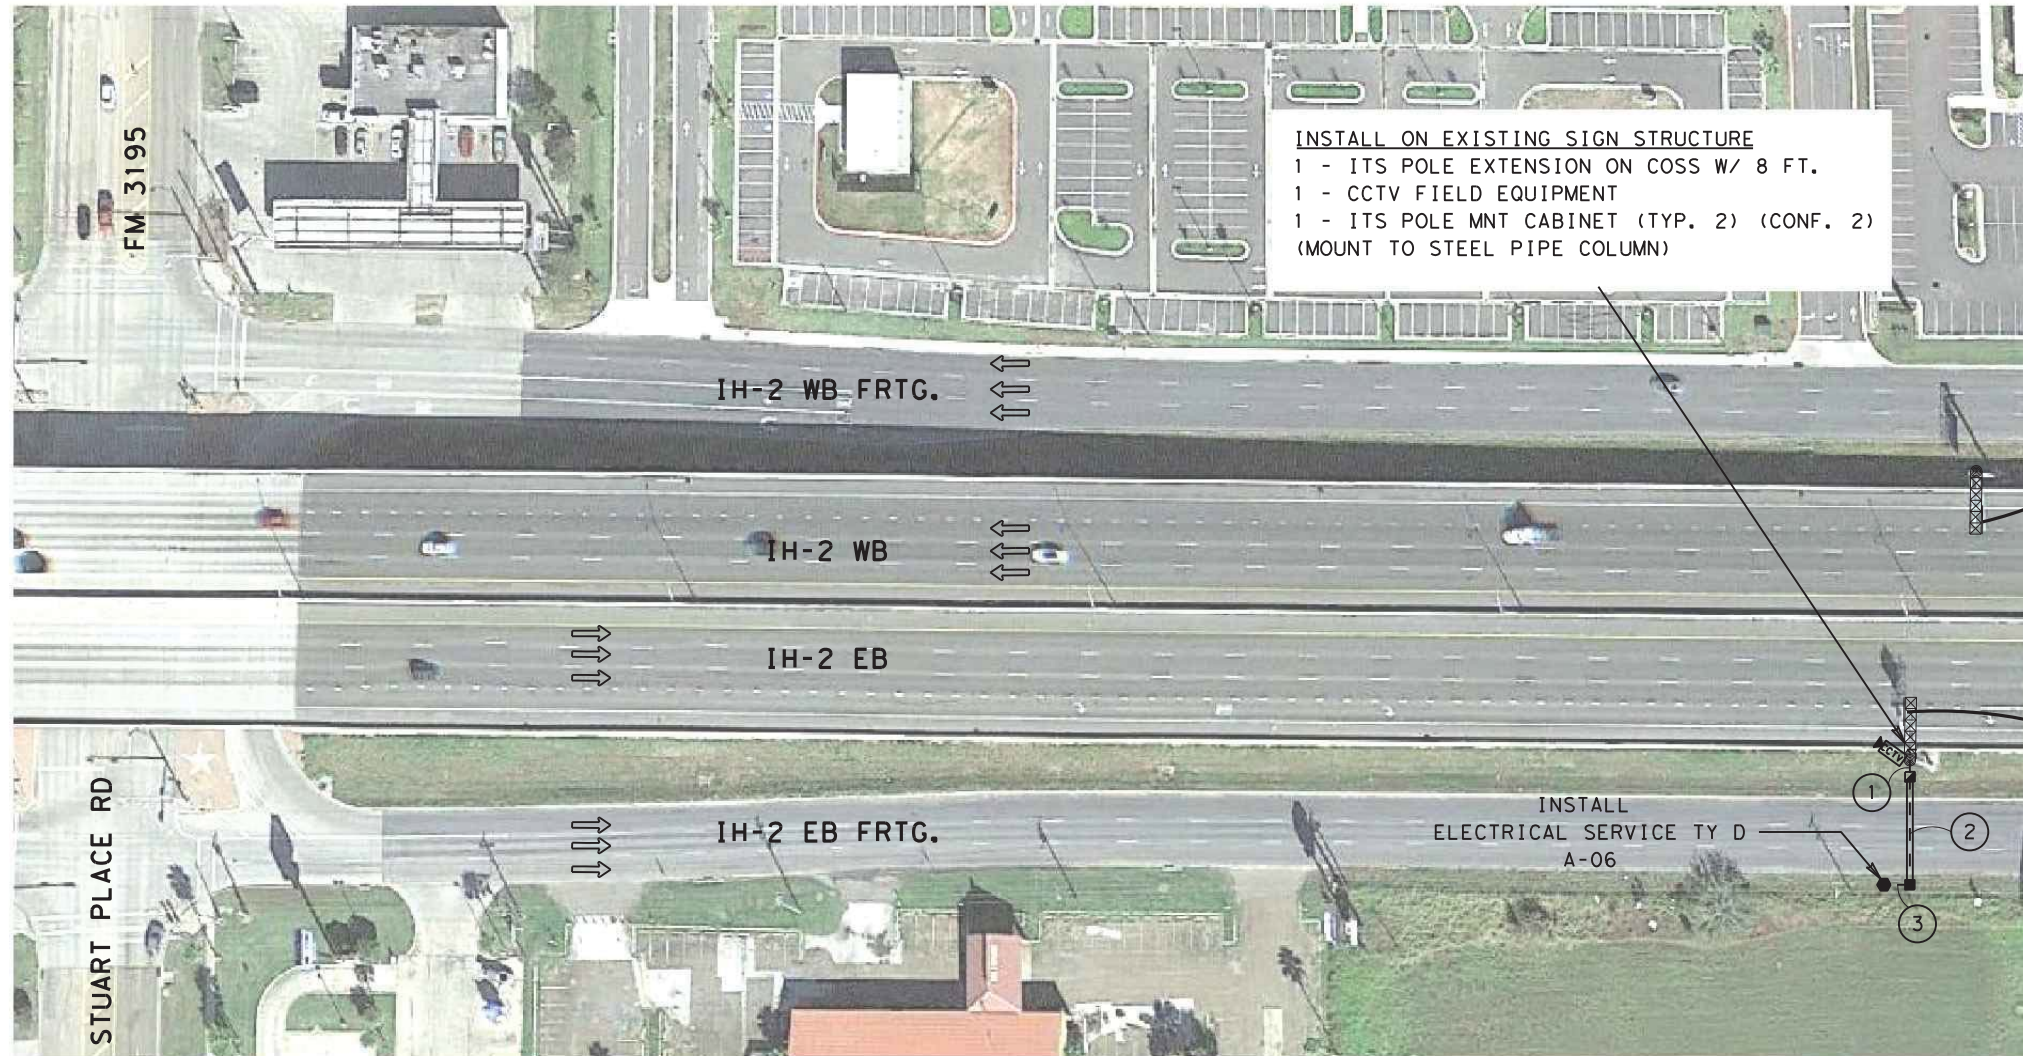 FM 3195
INSTALL ON EXISTING SIGN STRUCTURE
1 - ITS POLE EXTENSION ON COSS W/ 8 FT.
1 - CCTV FIELD EQUIPMENT
1 - ITS POLE MNT CABINET (TYP. 2) (CONF. 2)
(MOUNT TO STEEL PIPE COLUMN)
IH-2 WB FRTG.
IH-2 WB
IH-2 EB
CCTV
1
INSTALL
ELECTRICAL SERVICE TY D
A-06
2
3
IH-2 EB FRTG.
STUART PLACE RD